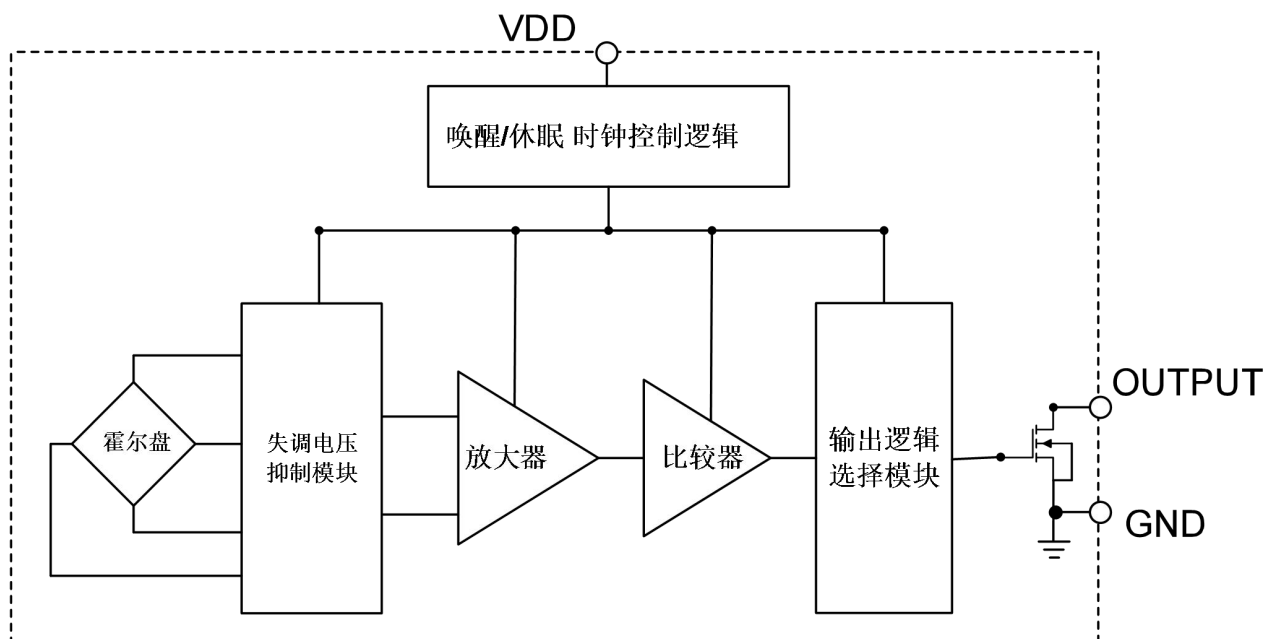 VDD
唤醒/休眠 时钟控制逻辑
霍尔盘
失调电压
抑制模块
放大器
比较器
输出逻辑
选择模块
OUTPUT
GND